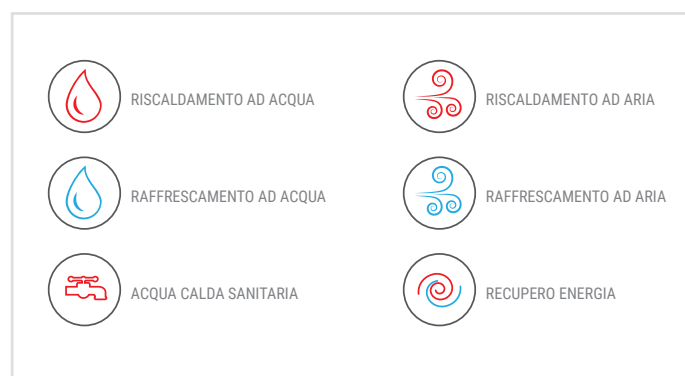 RISCALDAMENTO AD ACQUA
RISCALDAMENTO AD ARIA
RAFFRESCAMENTO AD ACQUA
RAFFRESCAMENTO AD ARIA
ACQUA CALDA SANITARIA
RECUPERO ENERGIA